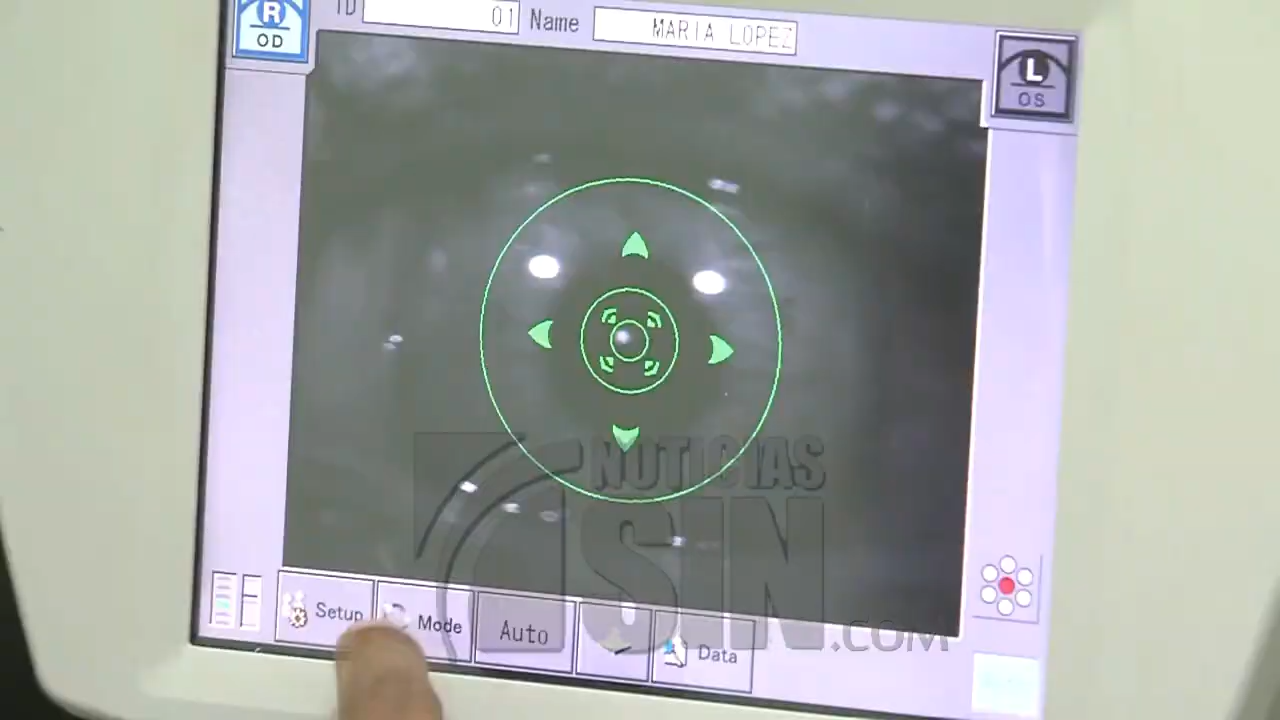 R
OD
ID 01 Name MARIA LOPEZ
L
OS
NOTICIAS
SIN
.COM
Setup Mode Auto Data